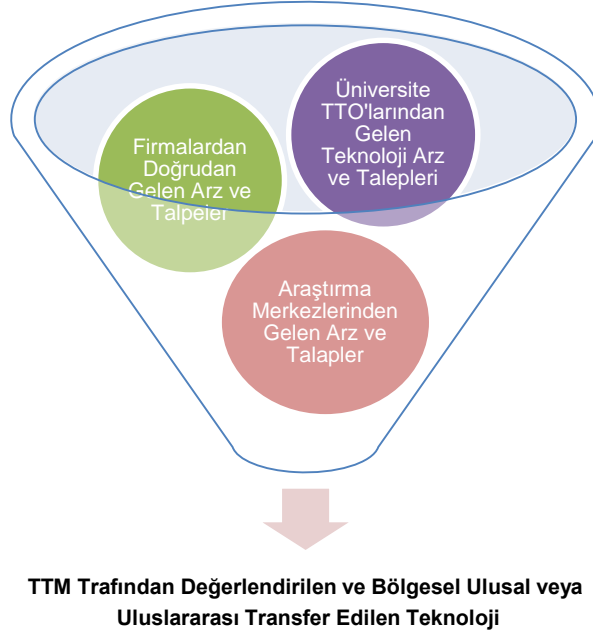 Firmalardan
Doğrudan
Gelen Arz ve
Talpeler
Üniversite
TTO'larından
Gelen
Teknoloji Arz
ve Talepleri
Araştırma
Merkezlerinden
Gelen Arz ve
Talapler
TTM Trafından Değerlendirilen ve Bölgesel Ulusal veya
Uluslararası Transfer Edilen Teknoloji